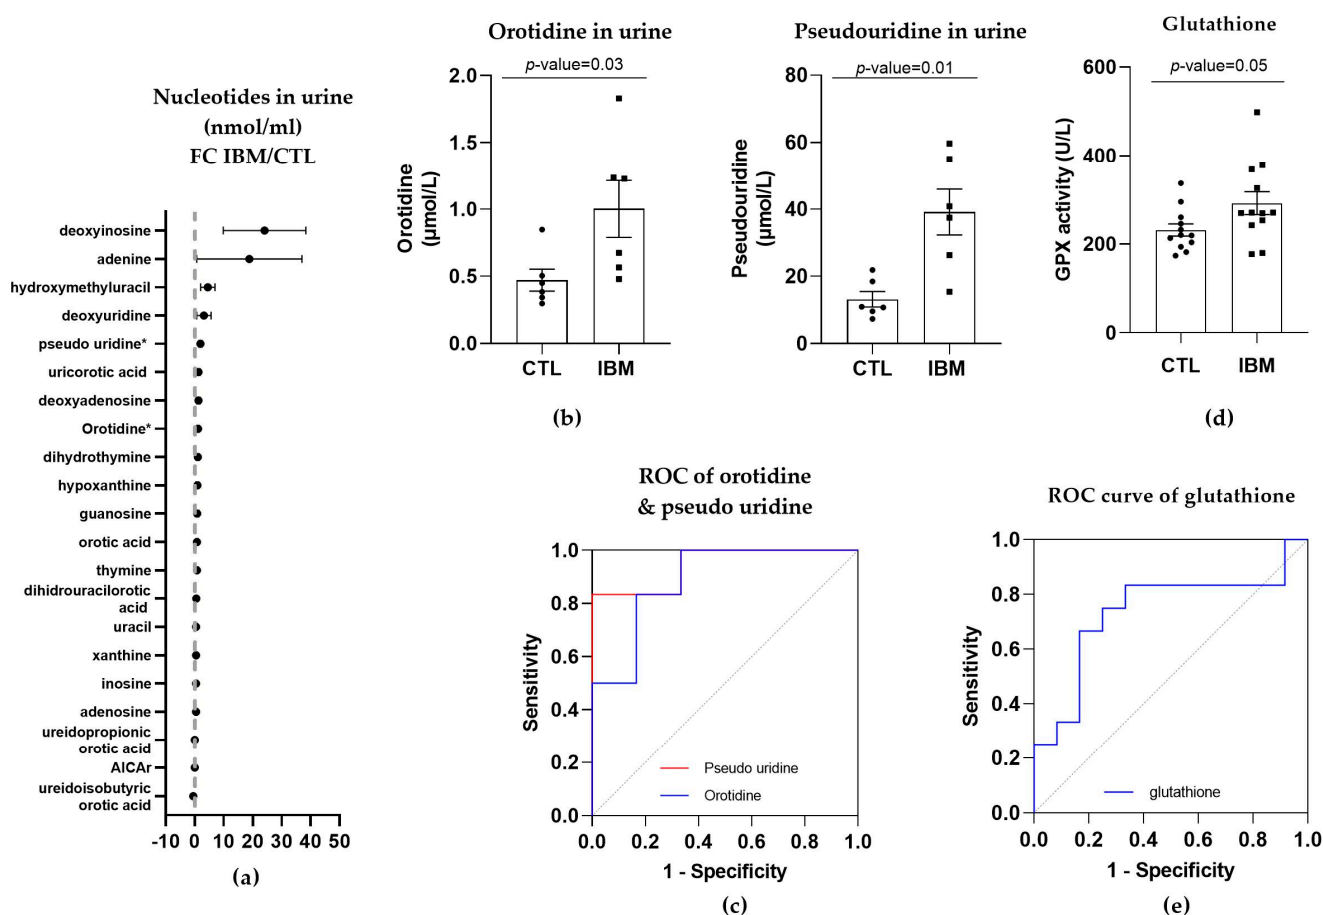 Nucleotides in urine
(nmol/ml)
FC IBM/CTL
deoxyinosine
adenine
hydroxymethyluracil
deoxyuridine
pseudo uridine*
uricorotic acid
deoxyadenosine
Orotidine*
dihydrothymine
hypoxanthine
guanosine
orotic acid
thymine
dihidrouracilorotic
acid
uracil
xanthine
inosine
adenosine
ureidopropionic
orotic acid
AICAr
ureidoisobutyric
orotic acid
-10 0 10 20 30 40 50
(a)
Orotidine in urine
p-value=0.03
Orotidine
(μmol/L)
2.0
1.5
1.0
0.5
0.0
CTL IBM
(b)
Pseudouridine in urine
p-value=0.01
Pseudouridine
(μmol/L)
80
60
40
20
0
CTL IBM
Glutathione
p-value=0.05
GPX activity (U/L)
600
400
200
0
CTL IBM
(d)
ROC of orotidine
& pseudo uridine
Sensitivity
1.0
0.8
0.6
0.4
0.2
0.0
Pseudo uridine
Orotidine
0.0 0.2 0.4 0.6 0.8 1.0
1 - Specificity
(c)
ROC curve of glutathione
Sensitivity
1.0
0.8
0.6
0.4
0.2
0.0
glutathione
0.0 0.2 0.4 0.6 0.8 1.0
1 - Specificity
(e)